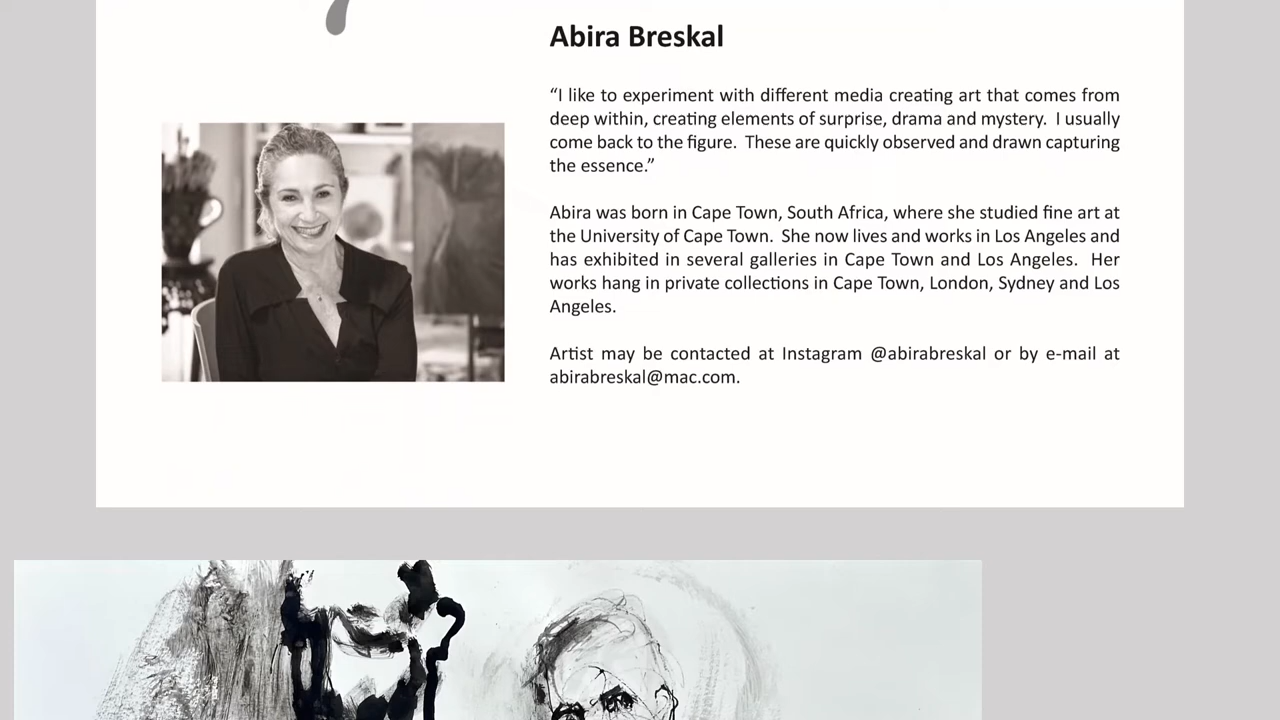 Abira Breskal
“I like to experiment with different media creating art that comes from
deep within, creating elements of surprise, drama and mystery.  I usually
come back to the figure.  These are quickly observed and drawn capturing
the essence.”
Abira was born in Cape Town, South Africa, where she studied fine art at
the University of Cape Town.  She now lives and works in Los Angeles and
has exhibited in several galleries in Cape Town and Los Angeles.  Her
works hang in private collections in Cape Town, London, Sydney and Los
Angeles.
Artist may be contacted at Instagram @abirabreskal or by e-mail at
abirabreskal@mac.com.